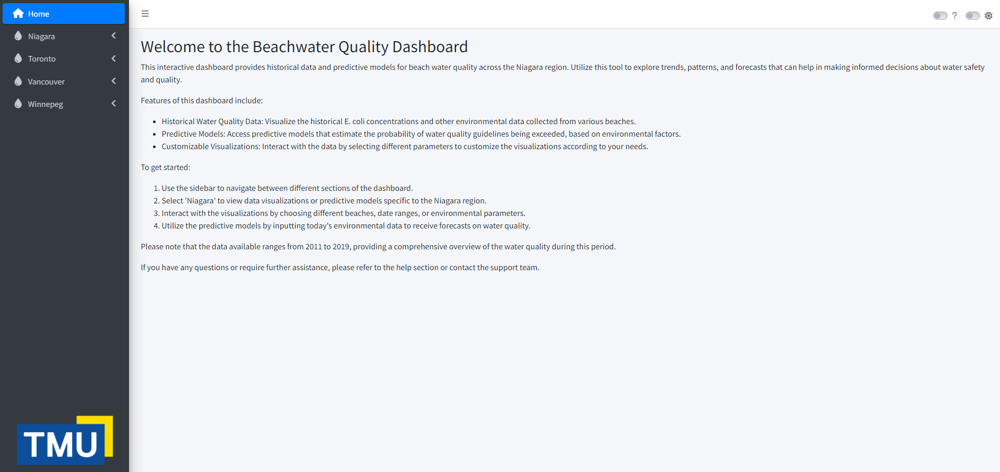 Home
Niagara
Toronto
Vancouver
Winnepeg
TMU
?
Welcome to the Beachwater Quality Dashboard
This interactive dashboard provides historical data and predictive models for beach water quality across the Niagara region. Utilize this tool to explore trends, patterns, and forecasts that can help in making informed decisions about water safety
and quality.
Features of this dashboard include:
• Historical Water Quality Data: Visualize the historical E. coli concentrations and other environmental data collected from various beaches.
• Predictive Models: Access predictive models that estimate the probability of water quality guidelines being exceeded, based on environmental factors.
• Customizable Visualizations: Interact with the data by selecting different parameters to customize the visualizations according to your needs.
To get started:
1. Use the sidebar to navigate between different sections of the dashboard.
2. Select 'Niagara' to view data visualizations or predictive models specific to the Niagara region.
3. Interact with the visualizations by choosing different beaches, date ranges, or environmental parameters.
4. Utilize the predictive models by inputting today's environmental data to receive forecasts on water quality.
Please note that the data available ranges from 2011 to 2019, providing a comprehensive overview of the water quality during this period.
If you have any questions or require further assistance, please refer to the help section or contact the support team.